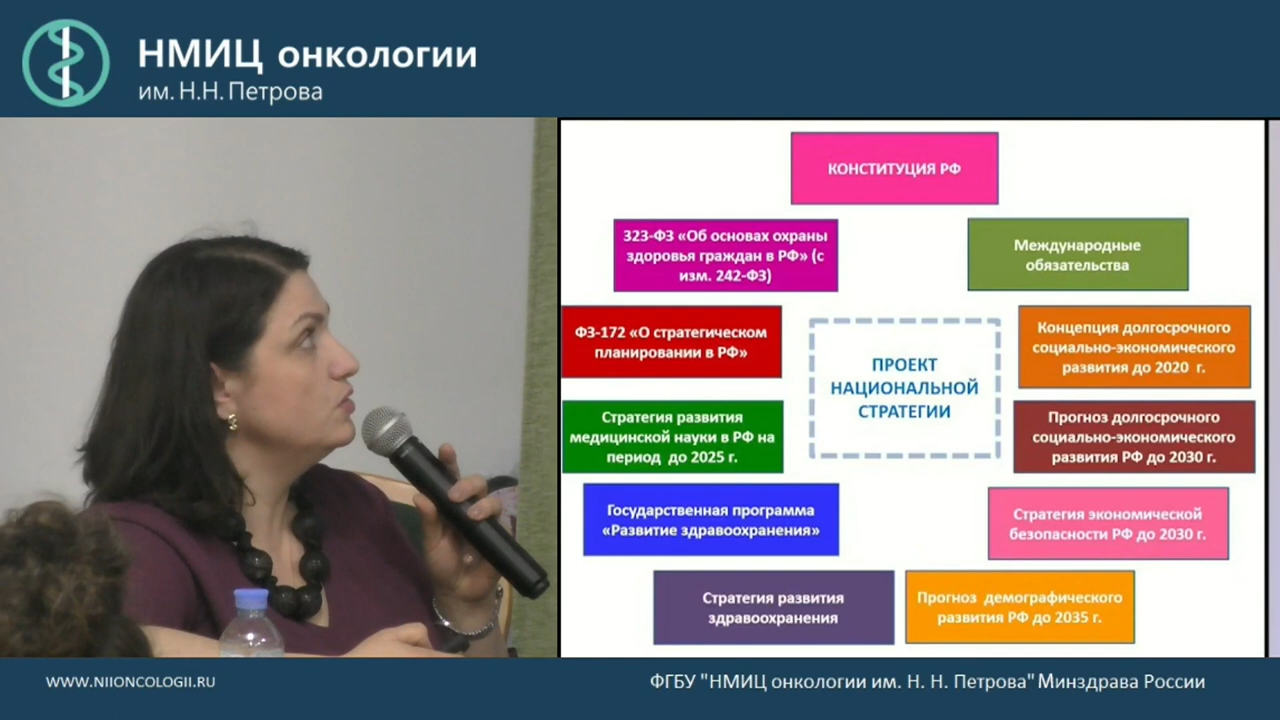 НМИЦ онкологии
им. Н.Н. Петрова
КОНСТИТУЦИЯ РФ
323-ФЗ «Об основах охраны
здоровья граждан в РФ» (с
изм. 242-ФЗ)
Международные
обязательства
ФЗ-172 «О стратегическом
планировании в РФ»
ПРОЕКТ
НАЦИОНАЛЬНОЙ
СТРАТЕГИИ
Концепция долгосрочного
социально-экономического
развития до 2020 г.
Стратегия развития
медицинской науки в РФ на
период до 2025 г.
Прогноз долгосрочного
социально-экономического
развития РФ до 2030 г.
Государственная программа
«Развитие здравоохранения»
Стратегия экономической
безопасности РФ до 2030 г.
Стратегия развития
здравоохранения
Прогноз демографического
развития РФ до 2035 г.
WWW.NIIONCOLOGII.RU
ФГБУ "НМИЦ онкологии им. Н. Н. Петрова" Минздрава России